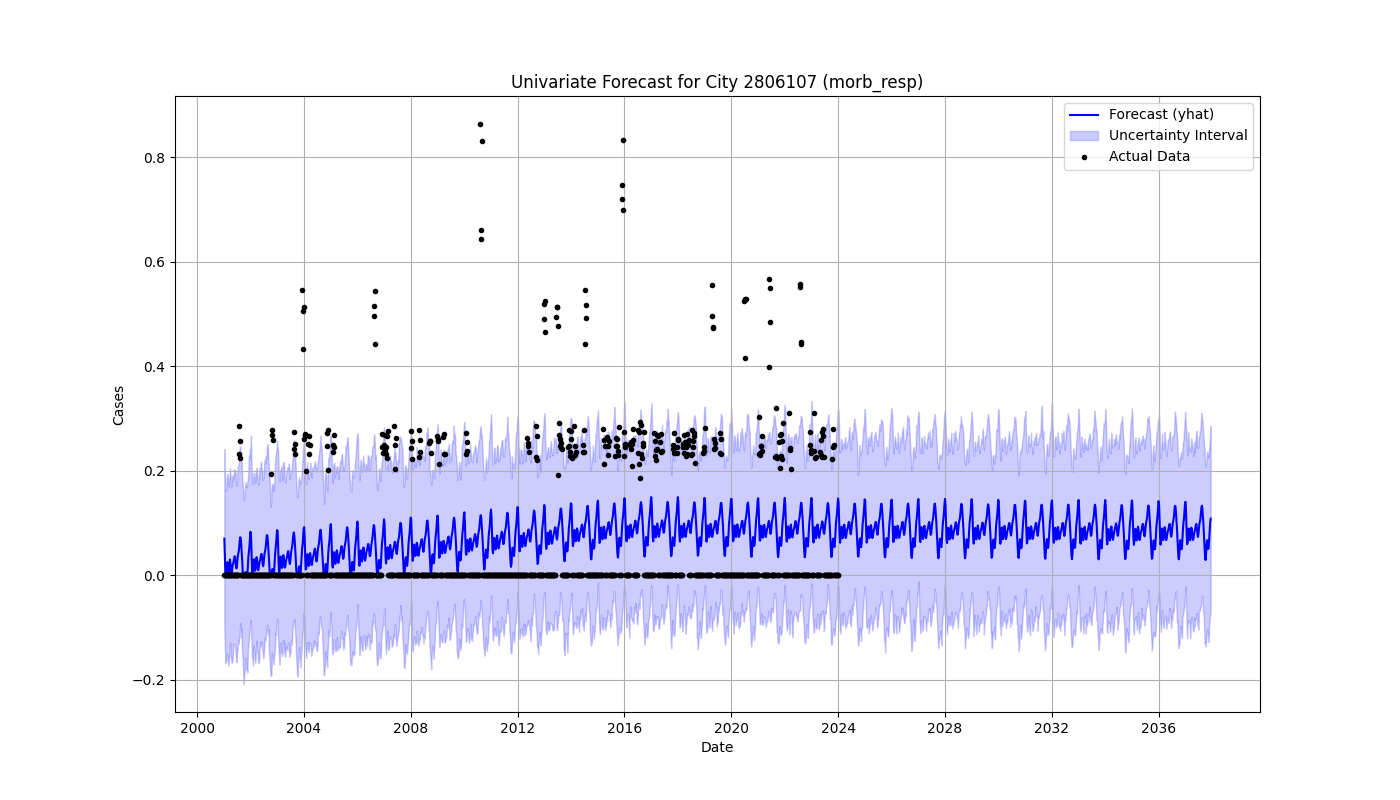 Univariate Forecast for City 2806107 (morb_resp)
Forecast (yhat)
Uncertainty Interval
Actual Data
Cases
0.8
0.6
0.4
0.2
0.0
−0.2
2000 2004 2008 2012 2016 2020 2024 2028 2032 2036
Date